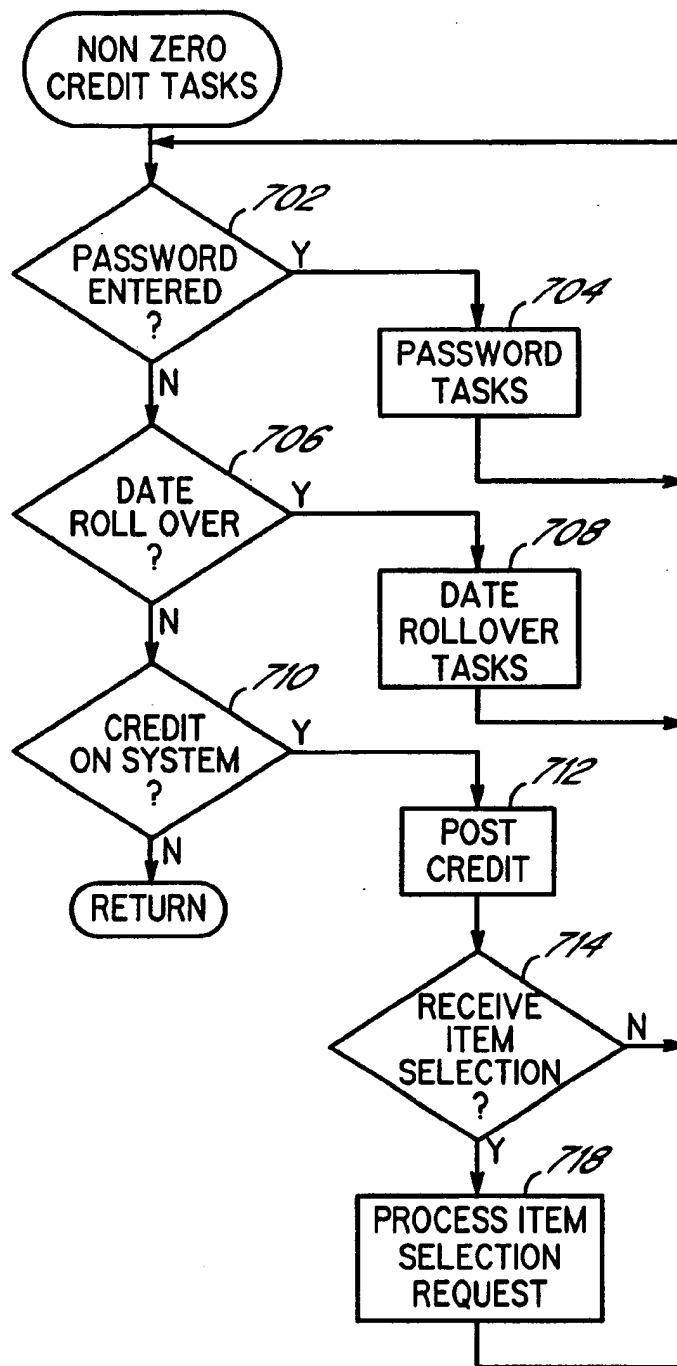 NON ZERO
CREDIT TASKS
702
PASSWORD
ENTERED
?
Y
N
704
PASSWORD
TASKS
706
DATE
ROLL OVER
?
Y
N
708
DATE
ROLLOVER
TASKS
710
CREDIT
ON SYSTEM
?
Y
N
RETURN
712
POST
CREDIT
714
RECEIVE
ITEM
SELECTION
?
N
Y
718
PROCESS ITEM
SELECTION
REQUEST